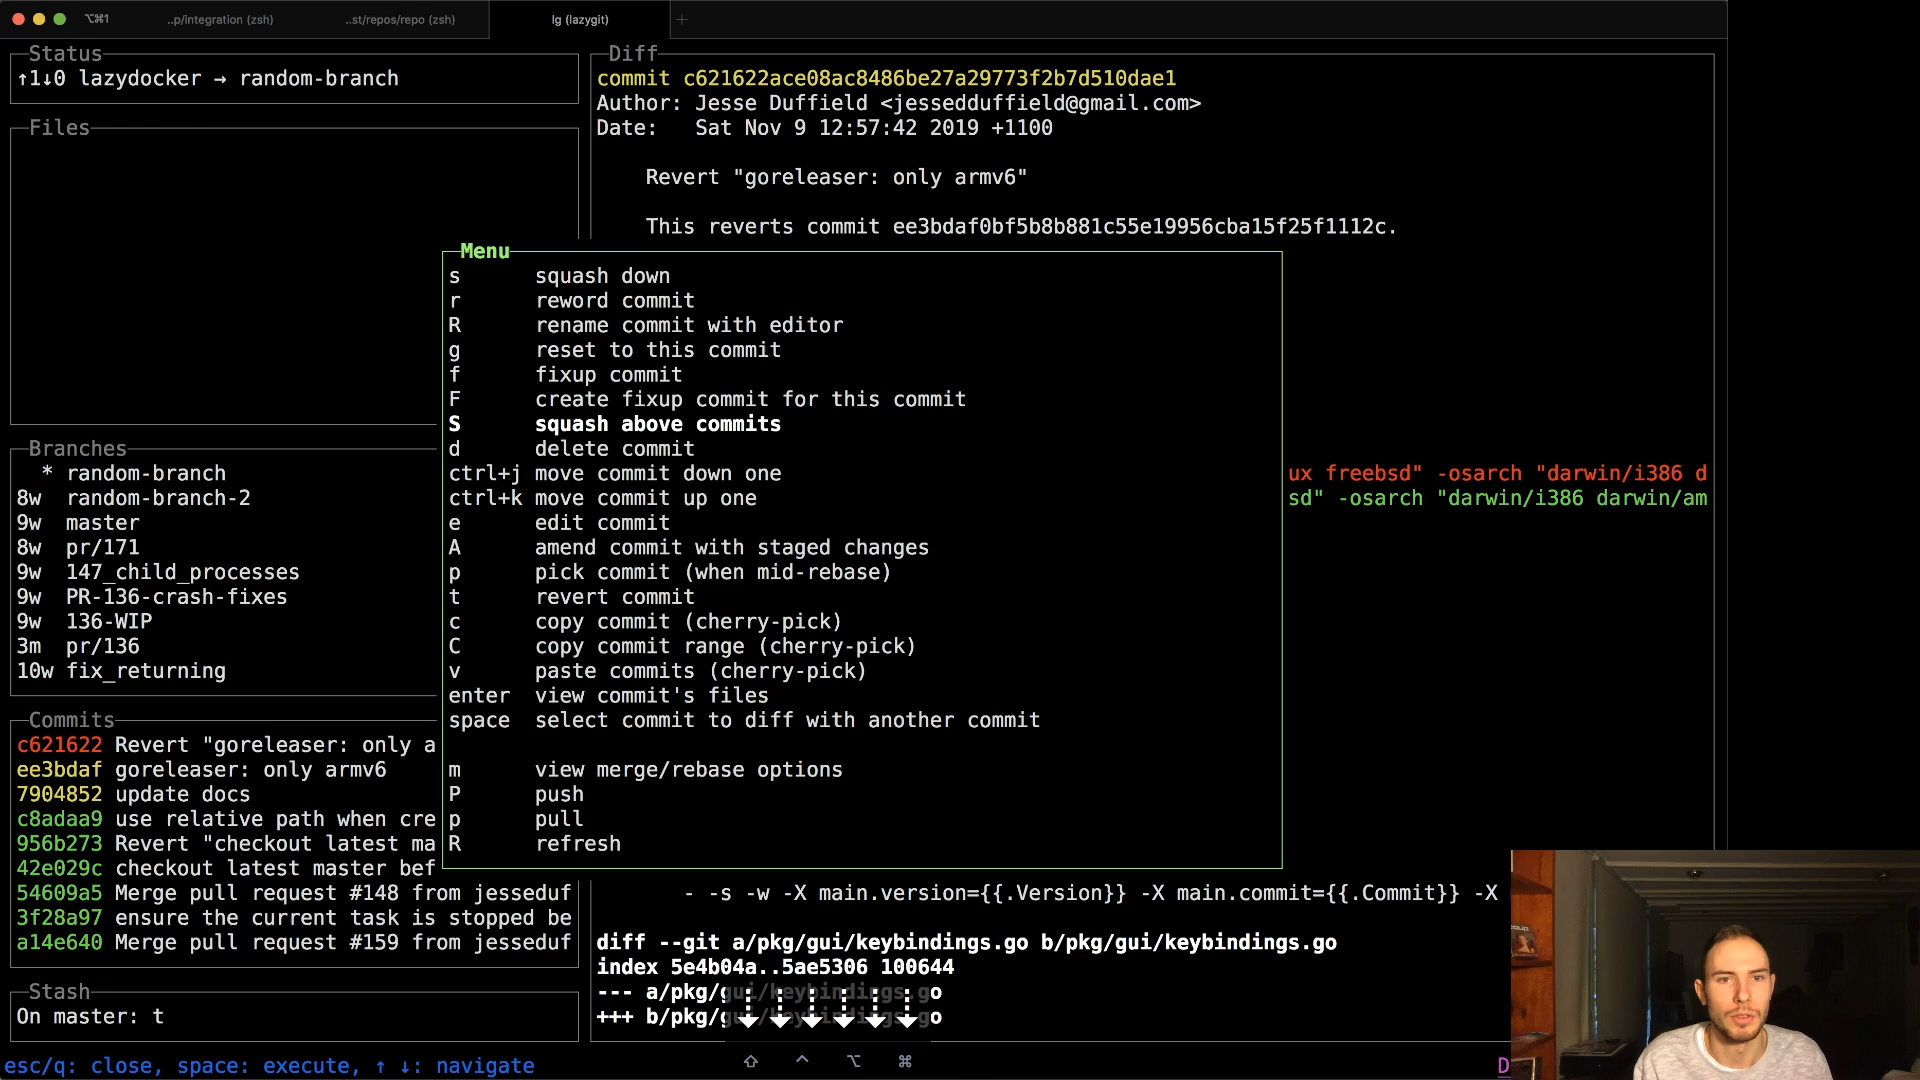 ⌥⌘1
..p/integration (zsh)
..st/repos/repo (zsh)
lg (lazygit)
+
Status
↑1↓0 lazydocker → random-branch
Files
Branches
* random-branch
8w random-branch-2
9w master
8w pr/171
9w 147_child_processes
9w PR-136-crash-fixes
9w 136-WIP
3m pr/136
10w fix_returning
Commits
c621622 Revert "goreleaser: only a
ee3bdaf goreleaser: only armv6
7904852 update docs
c8adaa9 use relative path when cre
956b273 Revert "checkout latest ma
42e029c checkout latest master bef
54609a5 Merge pull request #148 from jesseduf
3f28a97 ensure the current task is stopped be
a14e640 Merge pull request #159 from jesseduf
Stash
On master: t
Diff
commit c621622ace08ac8486be27a29773f2b7d510dae1
Author: Jesse Duffield <jessedduffield@gmail.com>
Date: Sat Nov 9 12:57:42 2019 +1100
Revert "goreleaser: only armv6"
This reverts commit ee3bdaf0bf5b8b881c55e19956cba15f25f1112c.
Menu
s squash down
r reword commit
R rename commit with editor
g reset to this commit
f fixup commit
F create fixup commit for this commit
S squash above commits
d delete commit
ctrl+j move commit down one
ctrl+k move commit up one
e edit commit
A amend commit with staged changes
p pick commit (when mid-rebase)
t revert commit
c copy commit (cherry-pick)
C copy commit range (cherry-pick)
v paste commits (cherry-pick)
enter view commit's files
space select commit to diff with another commit
m view merge/rebase options
P push
p pull
R refresh
ux freebsd" -osarch "darwin/i386 d
sd" -osarch "darwin/i386 darwin/am
- -s -w -X main.version={{.Version}} -X main.commit={{.Commit}} -X
diff --git a/pkg/gui/keybindings.go b/pkg/gui/keybindings.go
index 5e4b04a..5ae5306 100644
--- a/pkg/gui/keybindings.go
+++ b/pkg/gui/keybindings.go
⇧ ^ ⌥ ⌘
esc/q: close, space: execute, ↑ ↓: navigate
D